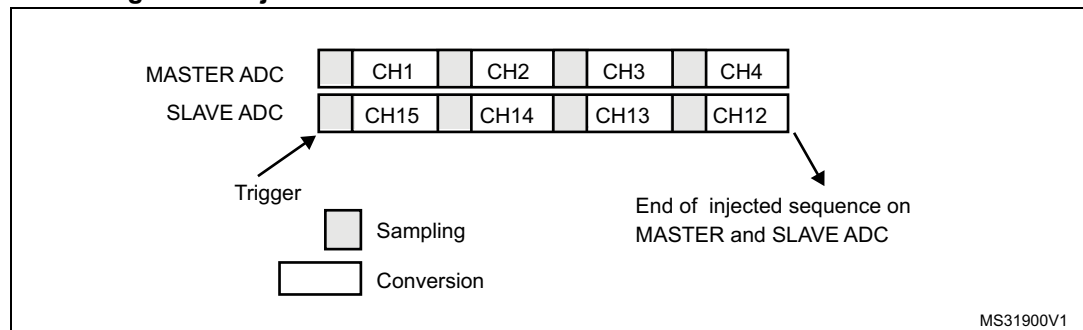 MASTER ADC CH1 CH2 CH3 CH4
SLAVE ADC CH15 CH14 CH13 CH12
Trigger
End of injected sequence on
MASTER and SLAVE ADC
Sampling
Conversion
MS31900V1